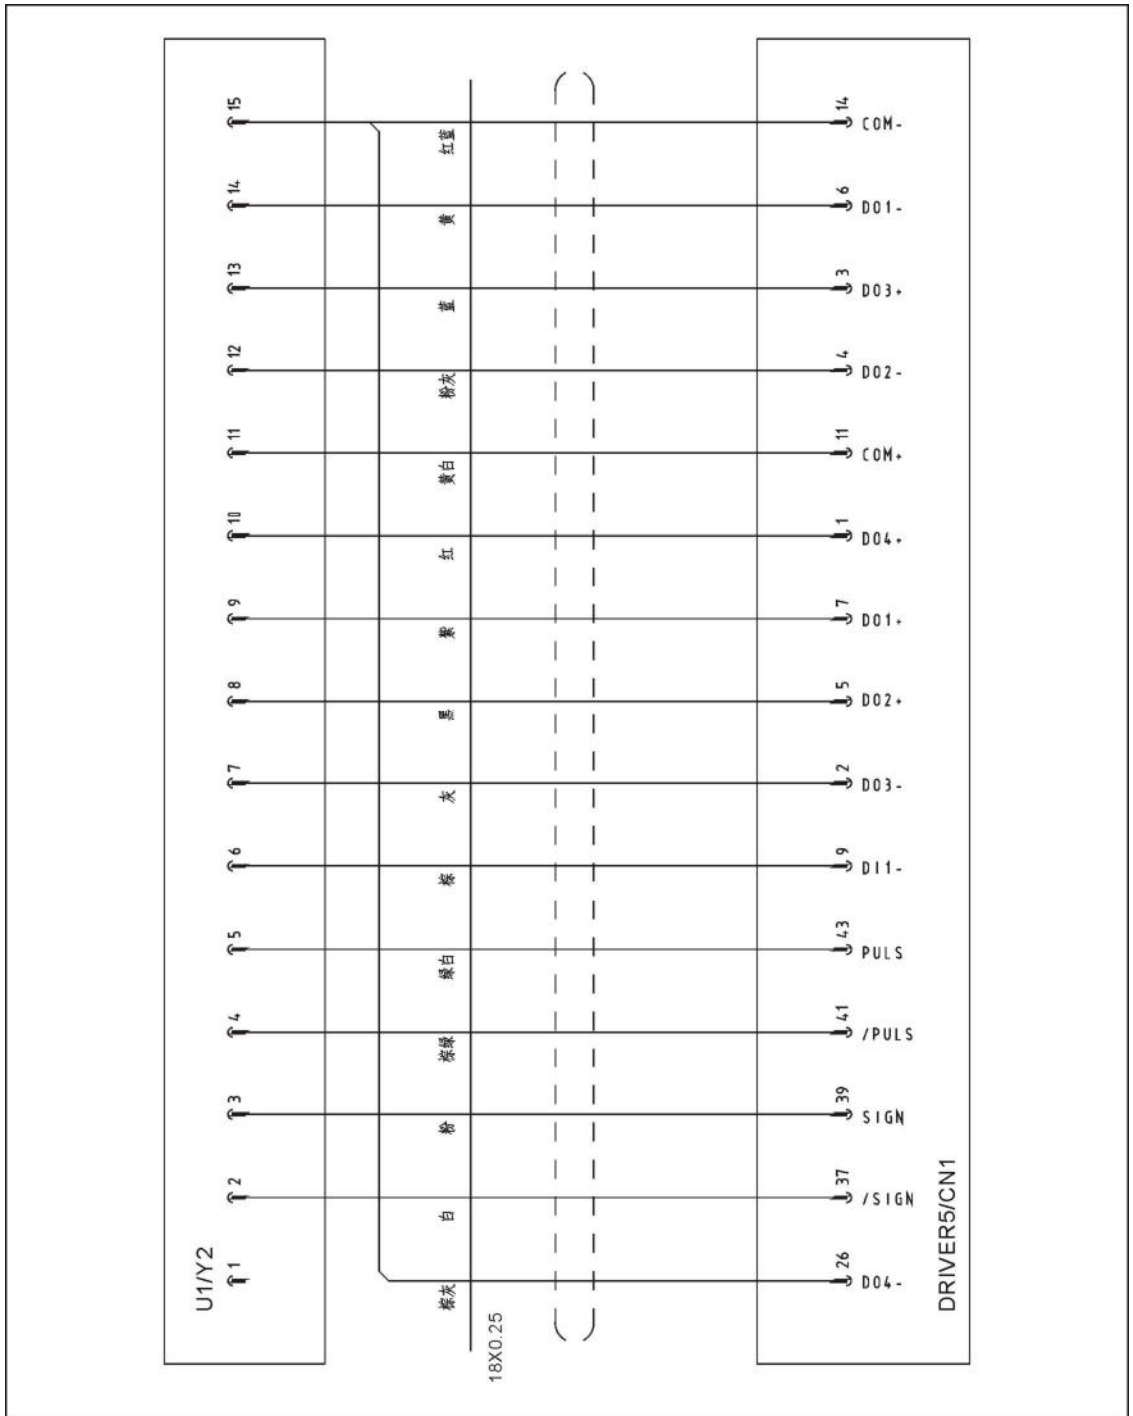 U1/Y2
DRIVER5/CN1
18X0.25
15 红蓝 14 COM-
14 黄 6 DO1-
13 蓝 3 DO3+
12 粉灰 4 DO2-
11 黄白 11 COM+
10 红 1 DO4+
9 紫 7 DO1+
8 黑 5 DO2+
7 灰 2 DO3-
6 棕 9 DI1-
5 绿白 43 PULS
4 棕绿 41 /PULS
3 粉 39 SIGN
2 白 37 /SIGN
1 棕灰 26 DO4-